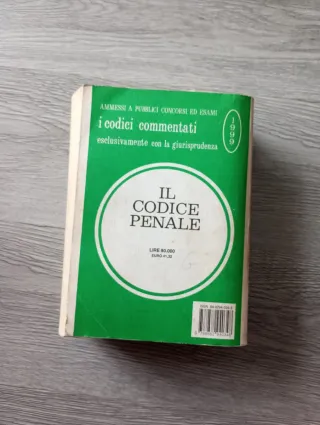 AMMESSI A PUBBLICI CONCORSI ED ESAMI
i codici commentati
esclusivamente con la giurisprudenza
1999
IL
CODICE
PENALE
LIRE 80.000
EURO 41,32